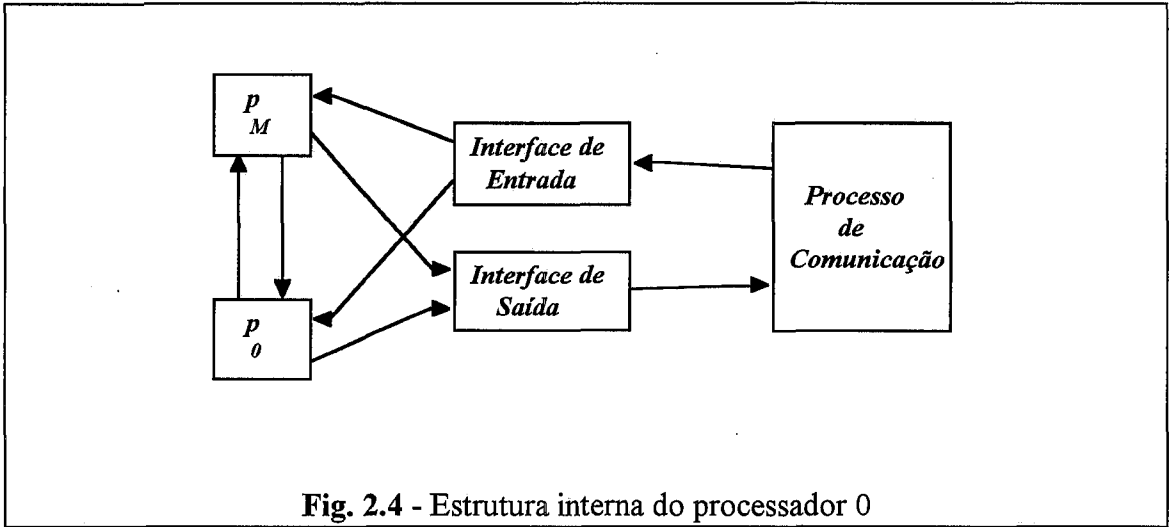 p
M
Interface de
Entrada
Processo
de
Comunicação
Interface de
Saída
p
0
Fig. 2.4 - Estrutura interna do processador 0